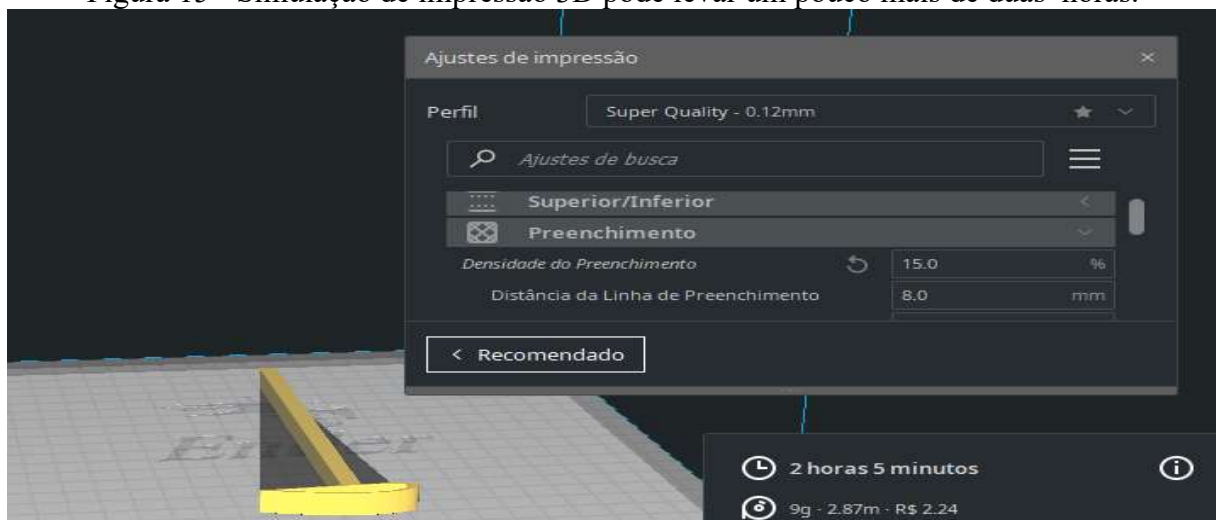 Figura 13 - Simulação de impressão 3D pode levar um pouco mais de duas horas.
Ajustes de impressão
Perfil
Super Quality - 0.12mm
Ajustes de busca
Superior/Inferior
Preenchimento
Densidade do Preenchimento 15.0 %
Distância da Linha de Preenchimento 8.0 mm
< Recomendado
Ender
2 horas 5 minutos
9g · 2.87m · R$ 2.24